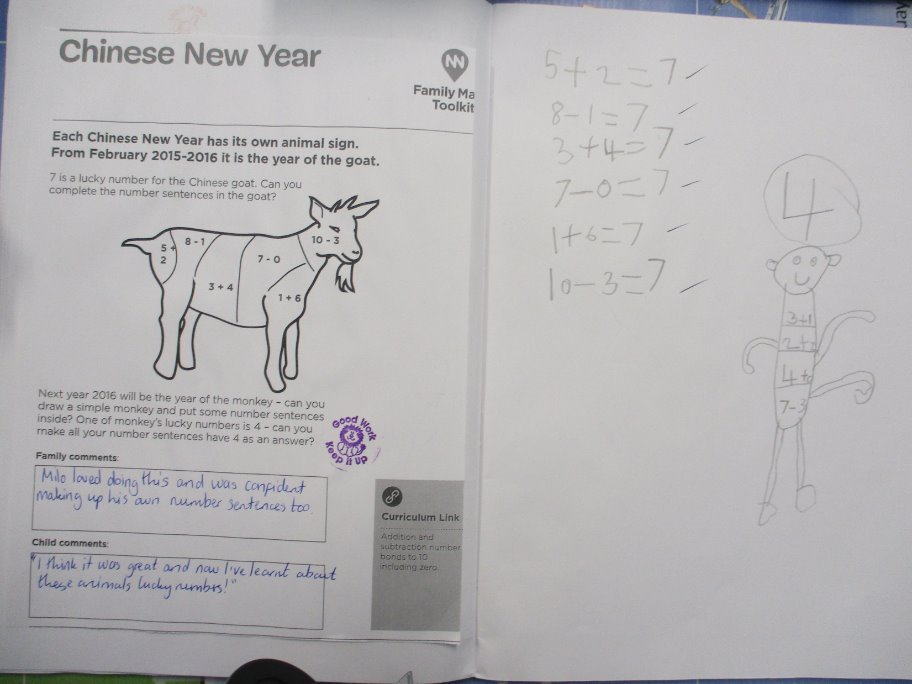 Chinese New Year
Family Ma
Toolkit
Each Chinese New Year has its own animal sign.
From February 2015-2016 it is the year of the goat.
7 is a lucky number for the Chinese goat. Can you
complete the number sentences in the goat?
5 +
2
8 - 1
3 + 4
7 - 0
1 + 6
10 - 3
Next year 2016 will be the year of the monkey – can you
draw a simple monkey and put some number sentences
inside? One of monkey's lucky numbers is 4 – can you
make all your number sentences have 4 as an answer?
Good Work
Keep it up
Family comments:
Milo loved doing this and was confident
making up his own number sentences too.
Child comments:
"I think it was great and now I've learnt about
these animals lucky numbrs!"
Curriculum Link
Addition and
subtraction number
bonds to 10
including zero.
5+2=7
8-1=7
3+4=7
7-0=7
1+6=7
10-3=7
4
3+1
2+2
4+0
7-3